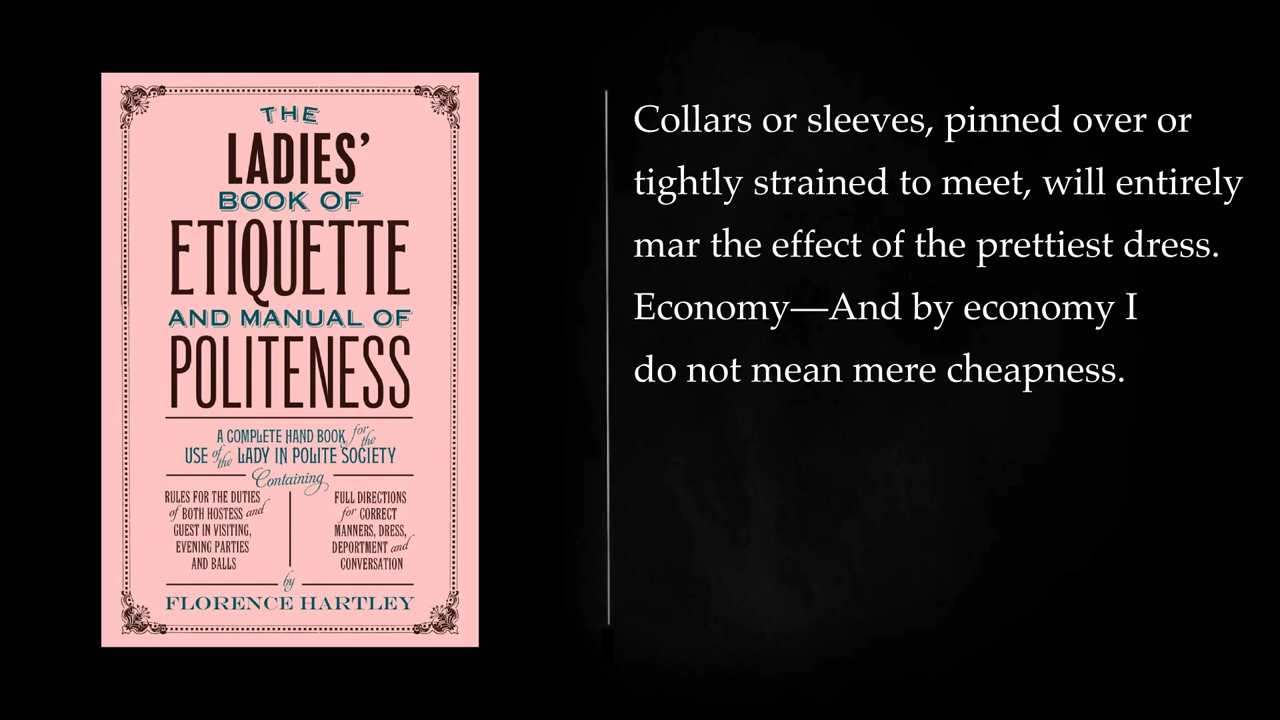 THE
LADIES'
BOOK OF
ETIQUETTE
AND MANUAL OF
POLITENESS
A COMPLETE HAND BOOK for the
USE of the LADY IN POLITE SOCIETY
Containing
RULES FOR THE DUTIES
of BOTH HOSTESS and
GUEST IN VISITING,
EVENING PARTIES
AND BALLS
FULL DIRECTIONS
for CORRECT
MANNERS, DRESS,
DEPORTMENT and
CONVERSATION
by
FLORENCE HARTLEY
Collars or sleeves, pinned over or
tightly strained to meet, will entirely
mar the effect of the prettiest dress.
Economy—And by economy I
do not mean mere cheapness.